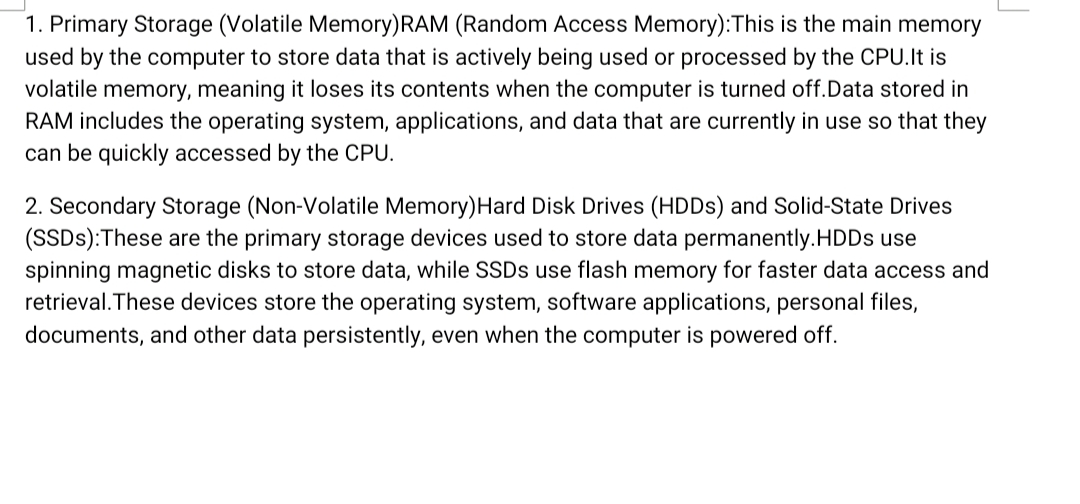 1. Primary Storage (Volatile Memory)RAM (Random Access Memory):This is the main memory
used by the computer to store data that is actively being used or processed by the CPU.It is
volatile memory, meaning it loses its contents when the computer is turned off.Data stored in
RAM includes the operating system, applications, and data that are currently in use so that they
can be quickly accessed by the CPU.
2. Secondary Storage (Non-Volatile Memory)Hard Disk Drives (HDDs) and Solid-State Drives
(SSDs):These are the primary storage devices used to store data permanently.HDDs use
spinning magnetic disks to store data, while SSDs use flash memory for faster data access and
retrieval.These devices store the operating system, software applications, personal files,
documents, and other data persistently, even when the computer is powered off.